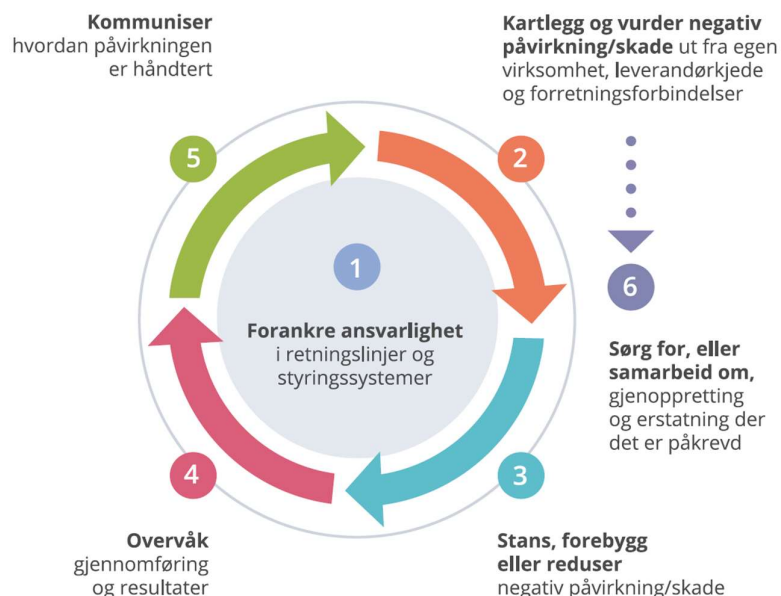 Kommuniser
hvordan påvirkningen
er håndtert
5
Kartlegg og vurder negativ
påvirkning/skade ut fra egen
virksomhet, leverandørkjede
og forretningsforbindelser
2
1
Forankre ansvarlighet
i retningslinjer og
styringssystemer
6
Sørg for, eller
samarbeid om,
gjenoppretting
og erstatning der
det er påkrevd
4
Overvåk
gjennomføring
og resultater
3
Stans, forebygg
eller reduser
negativ påvirkning/skade